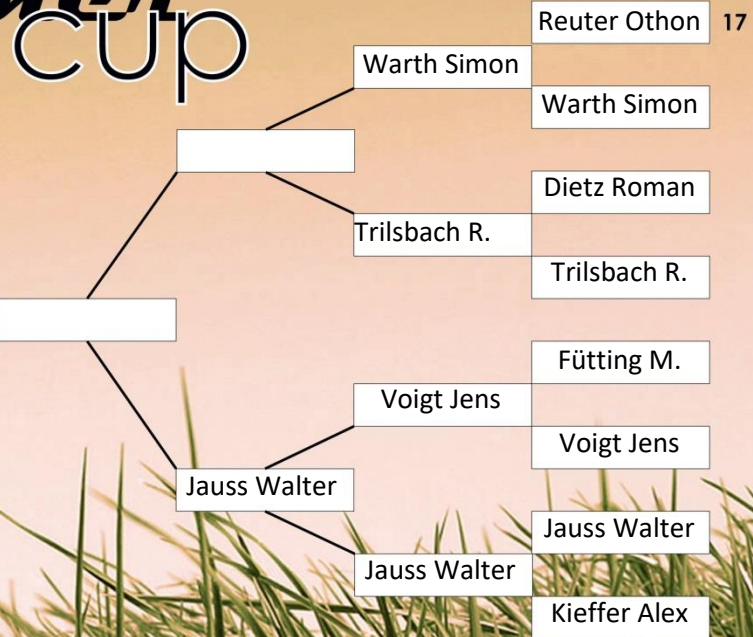 cup
Reuter Othon 17
Warth Simon
Warth Simon
Dietz Roman
Trilsbach R.
Trilsbach R.
Fütting M.
Voigt Jens
Voigt Jens
Jauss Walter
Jauss Walter
Jauss Walter
Kieffer Alex